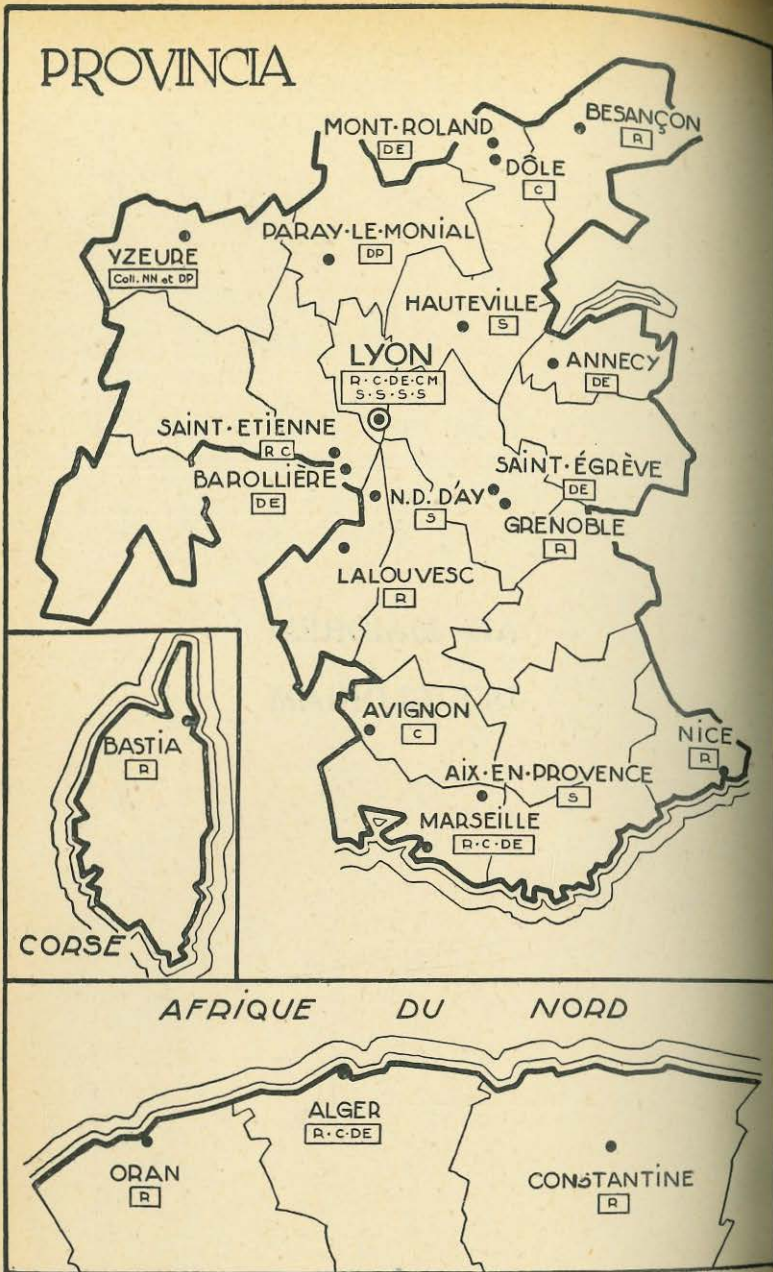 PROVINCIA
MONT·ROLAND
DE
BESANÇON
R
DÔLE
C
YZEURE
Coll. NN et DP
PARAY·LE·MONIAL
DP
HAUTEVILLE
S
LYON
R·C·DE·CM
S·S·S·S
ANNECY
DE
SAINT·ETIENNE
R C
BAROLLIÈRE
DE
N.D. D'AY
S
SAINT·ÉGRÈVE
DE
GRENOBLE
R
LALOUVESC
R
BASTIA
R
CORSE
AVIGNON
C
NICE
R
AIX·EN·PROVENCE
S
MARSEILLE
R·C·DE
AFRIQUE DU NORD
ALGER
R·C·DE
ORAN
R
CONSTANTINE
R